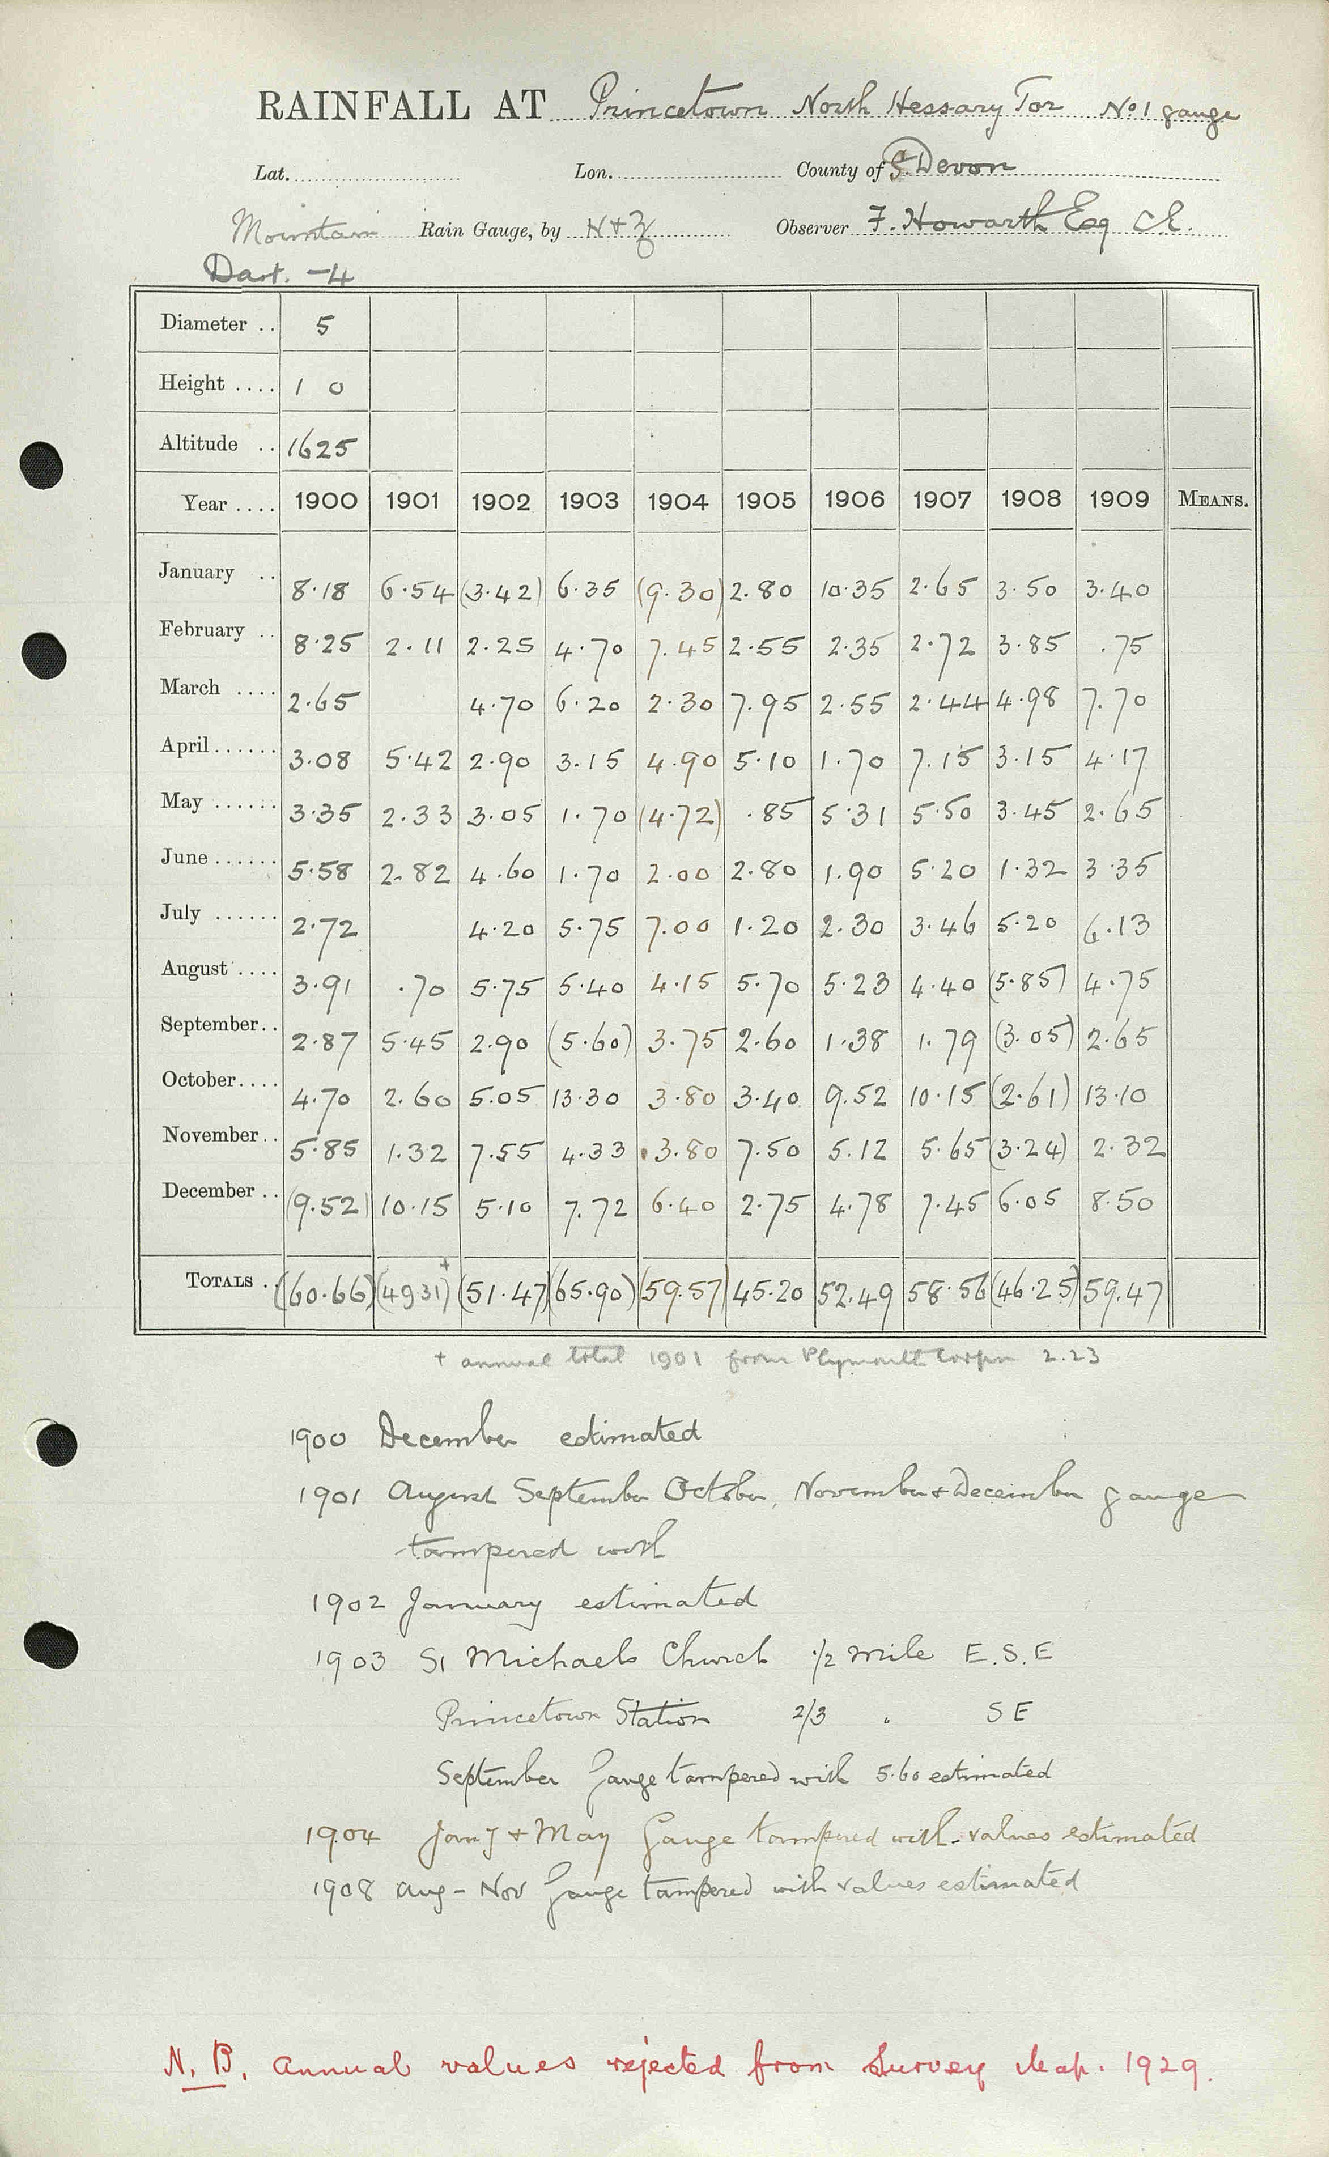 RAINFALL AT Princetown North Hessary Tor No 1 gauge
Lat. Lon. County of S. Devon
Mountain Rain Gauge, by N+Z Observer F. Howarth Esq C.E.
Dart. -4
Diameter .. 5
Height .... 1 0
Altitude .. 1625
Year .... 1900 1901 1902 1903 1904 1905 1906 1907 1908 1909 MEANS.
January .. 8.18 6.54 (3.42) 6.35 (9.30) 2.80 10.35 2.65 3.50 3.40
February .. 8.25 2.11 2.25 4.70 7.45 2.55 2.35 2.72 3.85 .75
March .... 2.65 4.70 6.20 2.30 7.95 2.55 2.44 4.98 7.70
April...... 3.08 5.42 2.90 3.15 4.90 5.10 1.70 7.15 3.15 4.17
May ...... 3.35 2.33 3.05 1.70 (4.72) .85 5.31 5.50 3.45 2.65
June ...... 5.58 2.82 4.60 1.70 2.00 2.80 1.90 5.20 1.32 3.35
July ...... 2.72 4.20 5.75 7.00 1.20 2.30 3.46 5.20 6.13
August .... 3.91 .70 5.75 5.40 4.15 5.70 5.23 4.40 (5.85) 4.75
September.. 2.87 5.45 2.90 (5.60) 3.75 2.60 1.38 1.79 (3.05) 2.65
October.... 4.70 2.60 5.05 13.30 3.80 3.40 9.52 10.15 (2.61) 13.10
November.. 5.85 1.32 7.55 4.33 3.80 7.50 5.12 5.65 (3.24) 2.32
December .. (9.52) 10.15 5.10 7.72 6.40 2.75 4.78 7.45 6.05 8.50
TOTALS .. (60.66) (49.31)+ (51.47) (65.90) (59.57) 45.20 52.49 58.56 (46.25) 59.47
+ annual total 1901 from Plymouth Corpn 2.23
1900 December estimated
1901 August September October, November + December gauge
tampered with
1902 January estimated
1903 St Michaels Church 1/2 mile E.S.E
Princetown Station 2/3 " S E
September Gauge tampered with 5.60 estimated
1904 Jany + May Gauge tampered with - values estimated
1908 Aug - Nov Gauge tampered with values estimated
N. B. Annual values rejected from Survey Map. 1929.